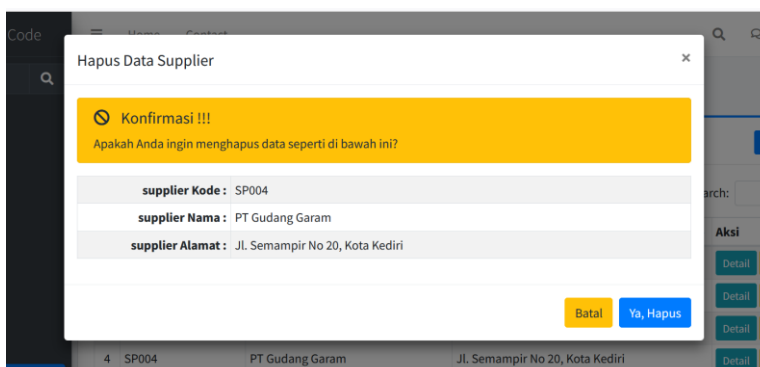 Code
Home Contact
Hapus Data Supplier ×
Konfirmasi !!!
Apakah Anda ingin menghapus data seperti di bawah ini?
supplier Kode : SP004
supplier Nama : PT Gudang Garam
supplier Alamat : Jl. Semampir No 20, Kota Kediri
arch:
Aksi
Detail
Detail
Batal Ya, Hapus
Detail
4 SP004 PT Gudang Garam Jl. Semampir No 20, Kota Kediri Detail